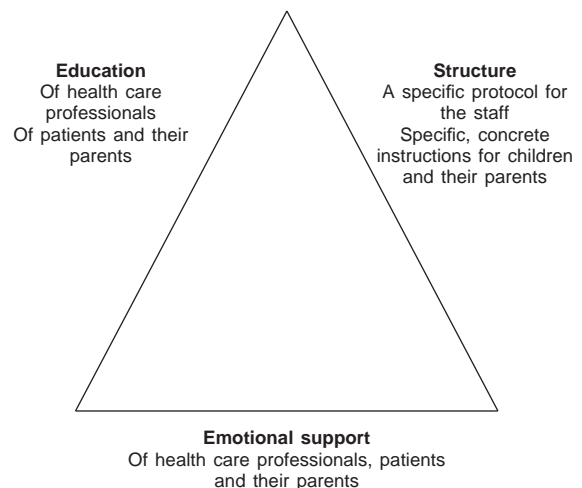 Education
Of health care
professionals
Of patients and their
parents
Structure
A specific protocol for
the staff
Specific, concrete
instructions for children
and their parents
Emotional support
Of health care professionals, patients
and their parents